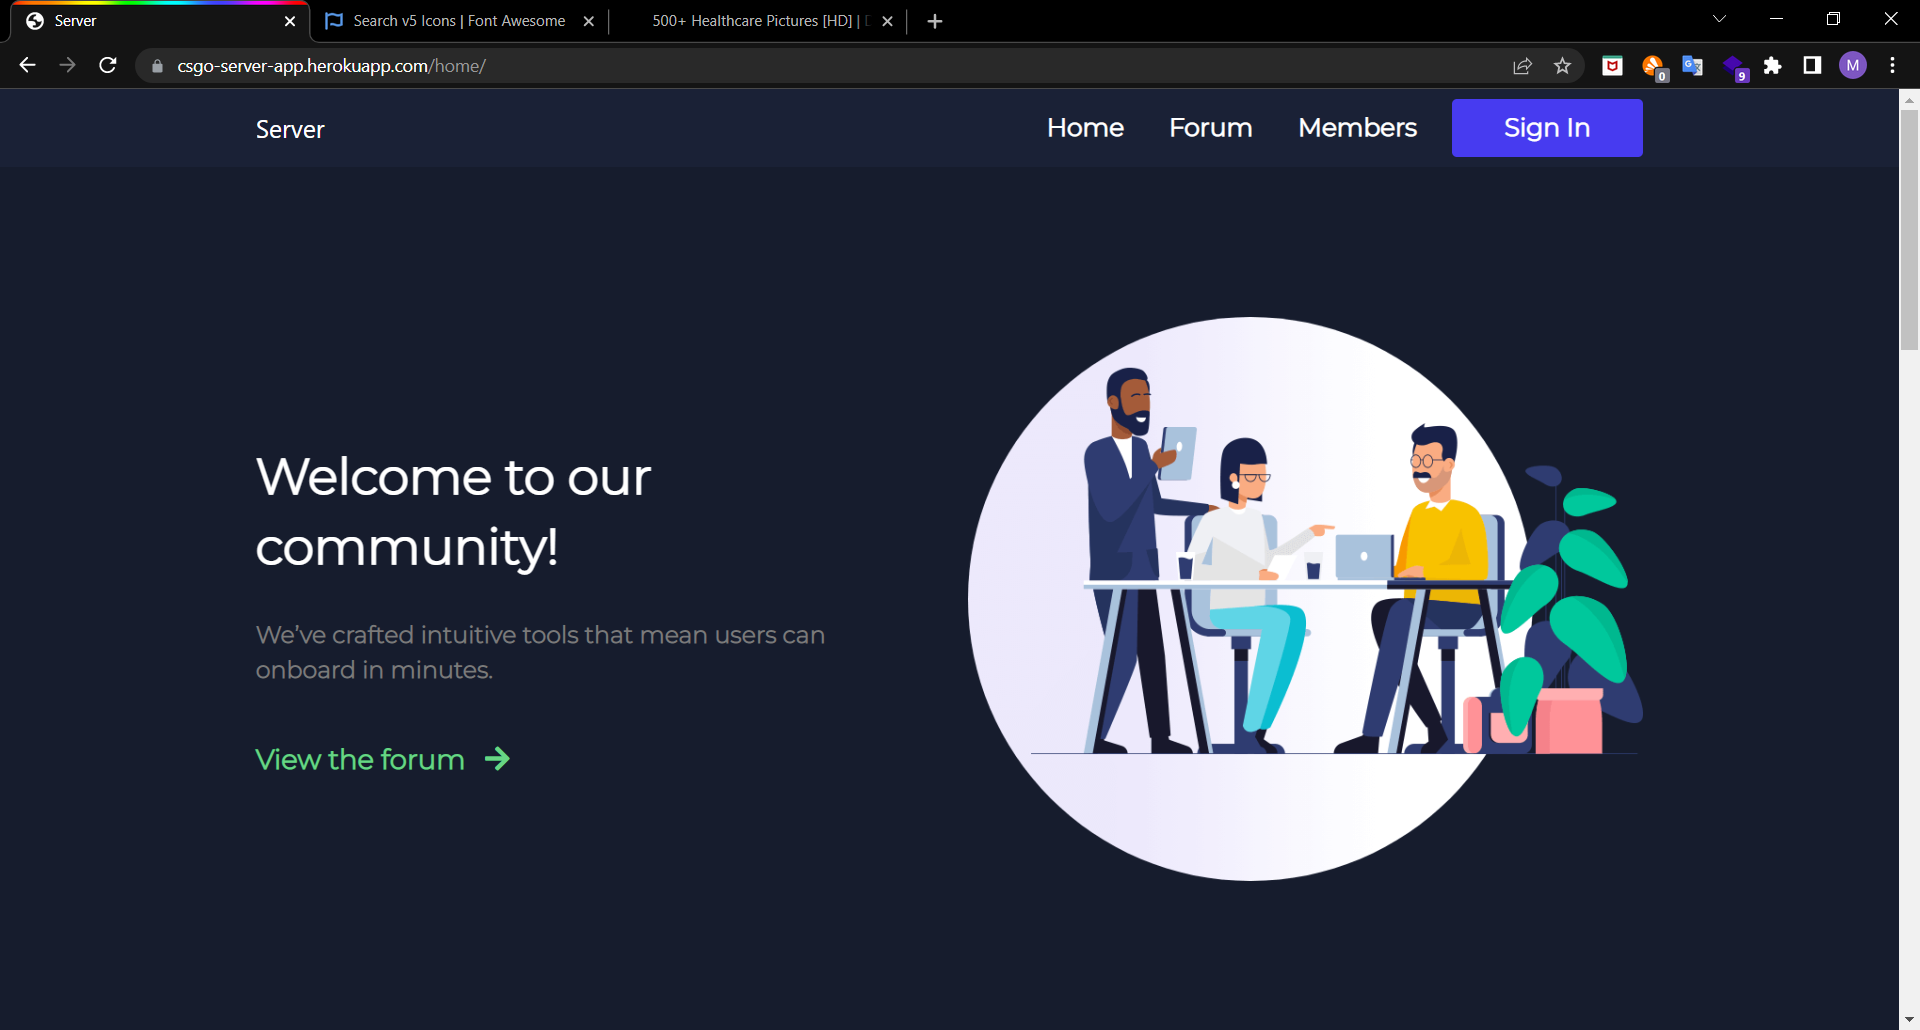 Server
Search v5 Icons | Font Awesome
500+ Healthcare Pictures [HD] |
csgo-server-app.herokuapp.com/home/
0
9
M
Server
Home
Forum
Members
Sign In
Welcome to our
community!
We’ve crafted intuitive tools that mean users can
onboard in minutes.
View the forum